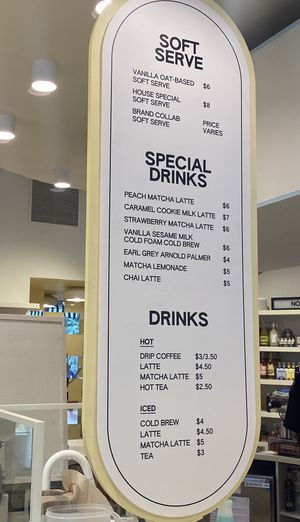 SOFT
SERVE
VANILLA OAT-BASED
SOFT SERVE $6
HOUSE SPECIAL
SOFT SERVE $8
BRAND COLLAB PRICE
SOFT SERVE VARIES
SPECIAL
DRINKS
PEACH MATCHA LATTE $6
CARAMEL COOKIE MILK LATTE $7
STRAWBERRY MATCHA LATTE $6
VANILLA SESAME MILK
COLD FOAM COLD BREW $6
EARL GREY ARNOLD PALMER $4
MATCHA LEMONADE $5
CHAI LATTE $5
DRINKS
HOT
DRIP COFFEE $3/3.50
LATTE $4.50
MATCHA LATTE $5
HOT TEA $2.50
ICED
COLD BREW $4
LATTE $4.50
MATCHA LATTE $5
TEA $3
NO